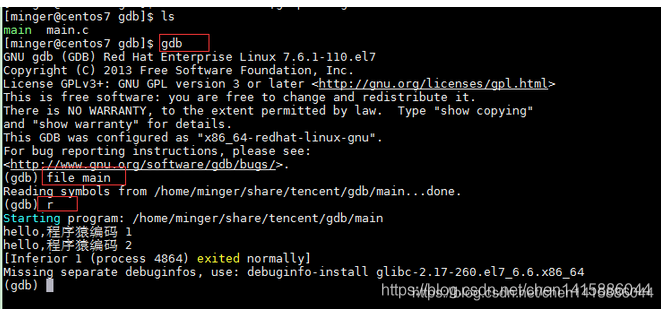 [minger@centos7 gdb]$ ls
main  main.c
[minger@centos7 gdb]$ gdb
GNU gdb (GDB) Red Hat Enterprise Linux 7.6.1-110.el7
Copyright (C) 2013 Free Software Foundation, Inc.
License GPLv3+: GNU GPL version 3 or later <http://gnu.org/licenses/gpl.html>
This is free software: you are free to change and redistribute it.
There is NO WARRANTY, to the extent permitted by law.  Type "show copying"
and "show warranty" for details.
This GDB was configured as "x86_64-redhat-linux-gnu".
For bug reporting instructions, please see:
<http://www.gnu.org/software/gdb/bugs/>.
(gdb) file main
Reading symbols from /home/minger/share/tencent/gdb/main...done.
(gdb) r
Starting program: /home/minger/share/tencent/gdb/main
hello,程序猿编码 1
hello,程序猿编码 2
[Inferior 1 (process 4864) exited normally]
Missing separate debuginfos, use: debuginfo-install glibc-2.17-260.el7_6.6.x86_64
(gdb)
https://blog.csdn.net/chen1415886044